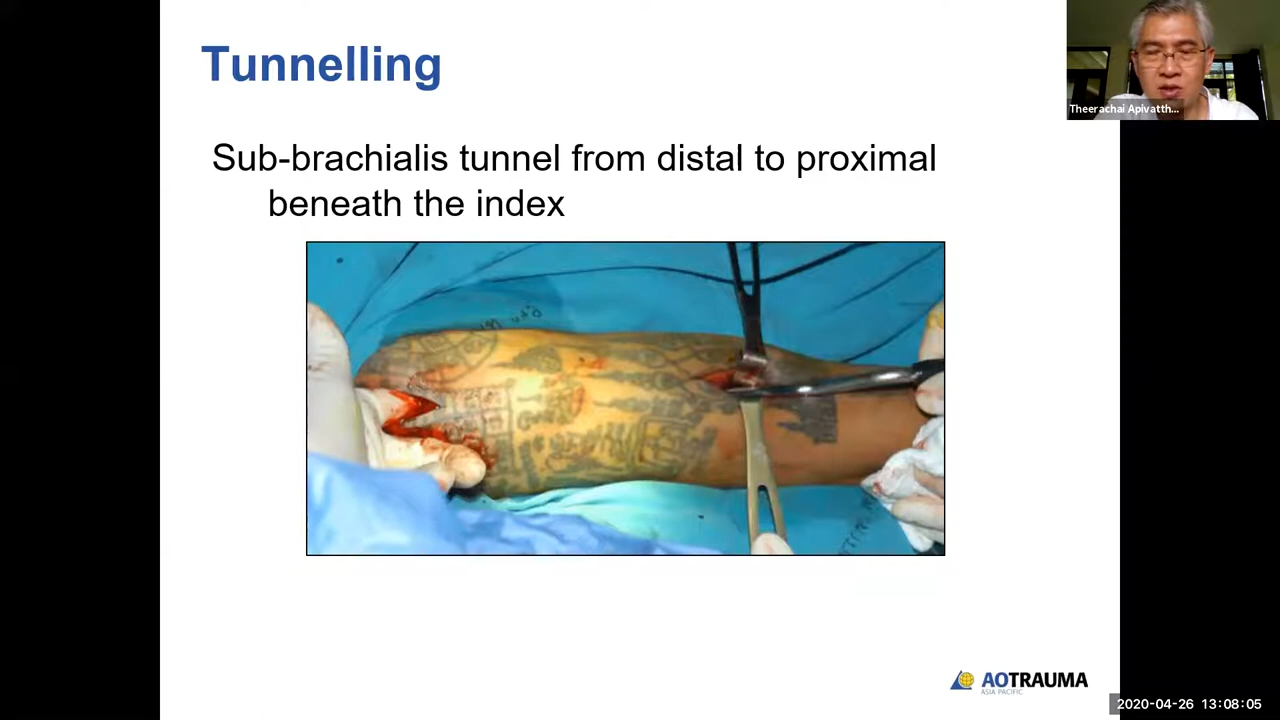 Tunnelling
Theerachai Apivatth...
Sub-brachialis tunnel from distal to proximal
beneath the index
AOTRAUMA
ASIA PACIFIC
2020-04-26 13:08:05